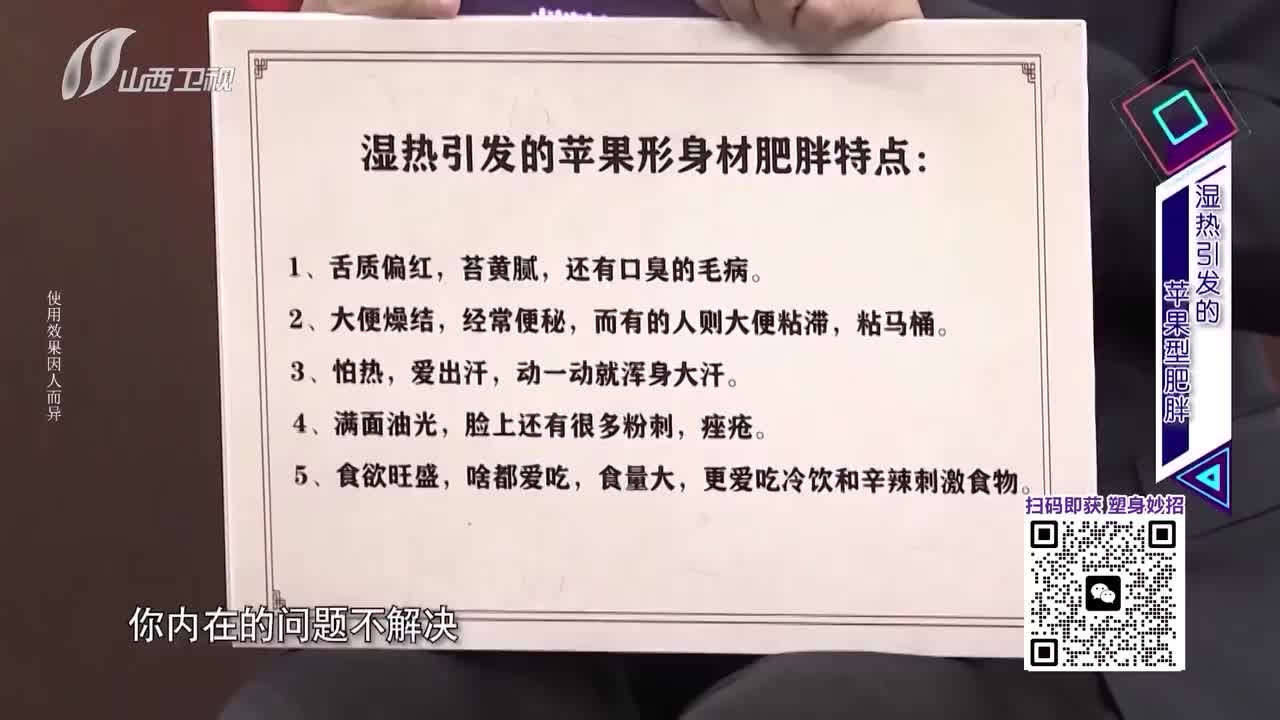 山西卫视
湿热引发的苹果形身材肥胖特点：
1、舌质偏红，苔黄腻，还有口臭的毛病。
2、大便燥结，经常便秘，而有的人则大便粘滞，粘马桶。
3、怕热，爱出汗，动一动就浑身大汗。
4、满面油光，脸上还有很多粉刺，痤疮。
5、食欲旺盛，啥都爱吃，食量大，更爱吃冷饮和辛辣刺激食物。
湿热引发的
苹果型肥胖
使用效果因人而异
扫码即获 塑身妙招
你内在的问题不解决